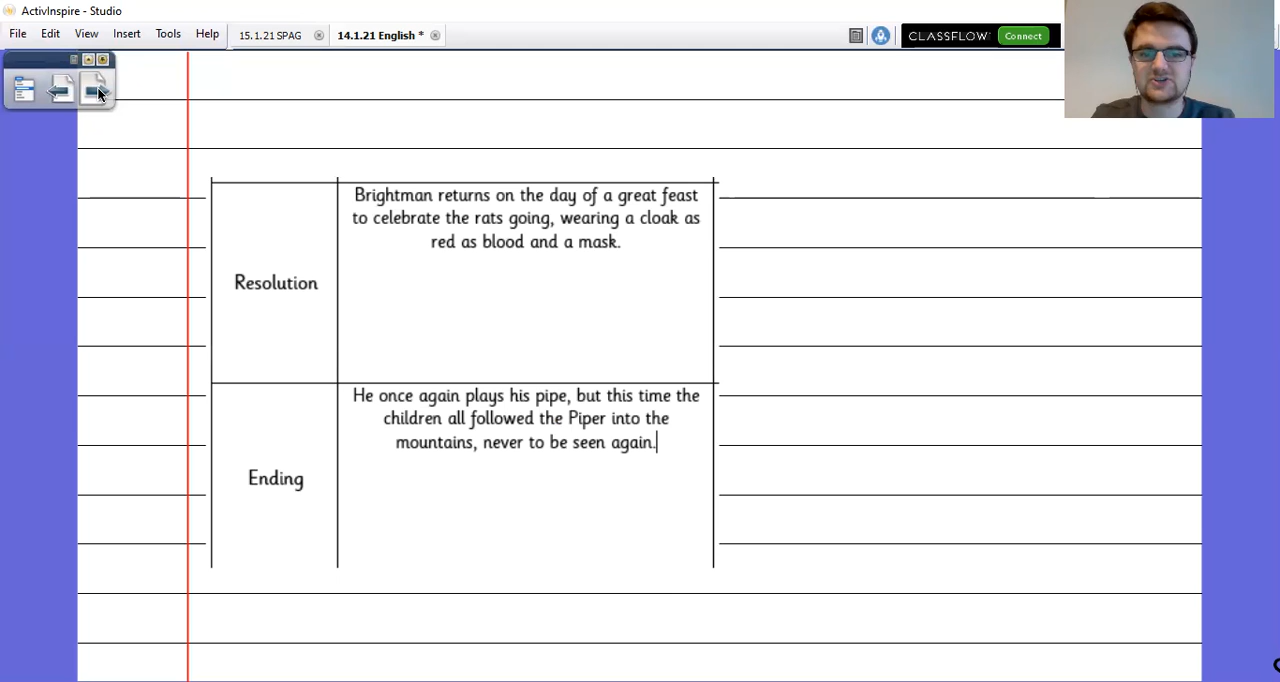 ActivInspire - Studio
File Edit View Insert Tools Help
15.1.21 SPAG
14.1.21 English *
CLASSFLOW
Connect
Resolution
Brightman returns on the day of a great feast
to celebrate the rats going, wearing a cloak as
red as blood and a mask.
Ending
He once again plays his pipe, but this time the
children all followed the Piper into the
mountains, never to be seen again.